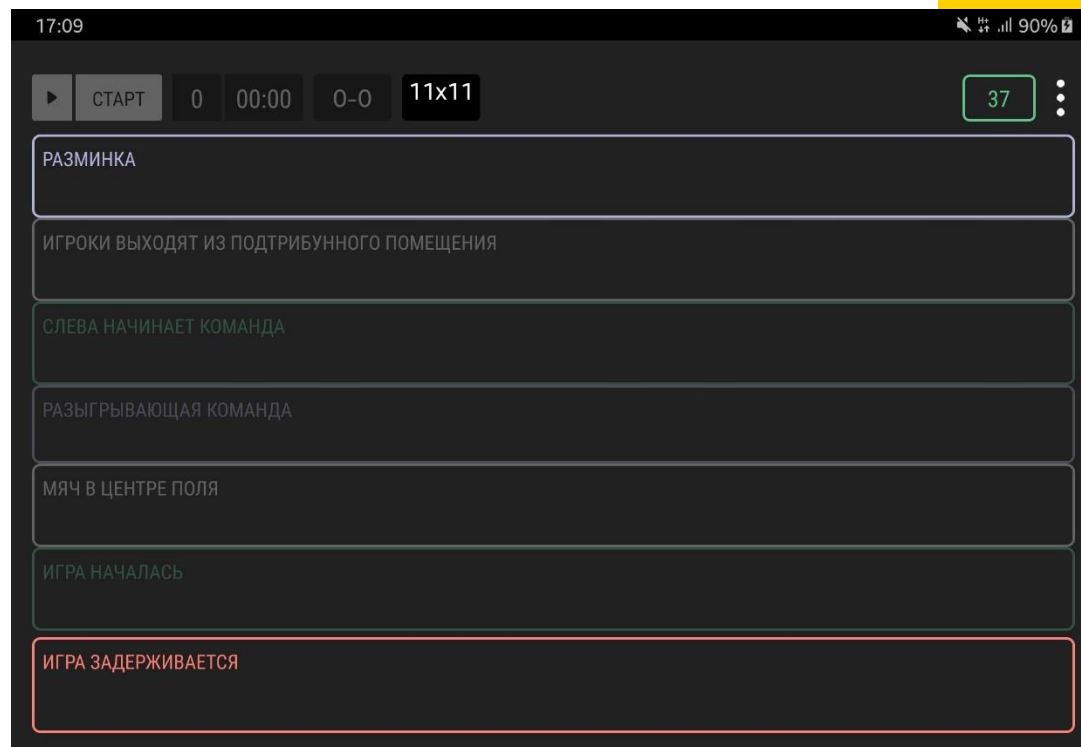 17:09
H+ 90%
СТАРТ 0 00:00 0-0 11x11 37
РАЗМИНКА
ИГРОКИ ВЫХОДЯТ ИЗ ПОДТРИБУННОГО ПОМЕЩЕНИЯ
СЛЕВА НАЧИНАЕТ КОМАНДА
РАЗЫГРЫВАЮЩАЯ КОМАНДА
МЯЧ В ЦЕНТРЕ ПОЛЯ
ИГРА НАЧАЛАСЬ
ИГРА ЗАДЕРЖИВАЕТСЯ